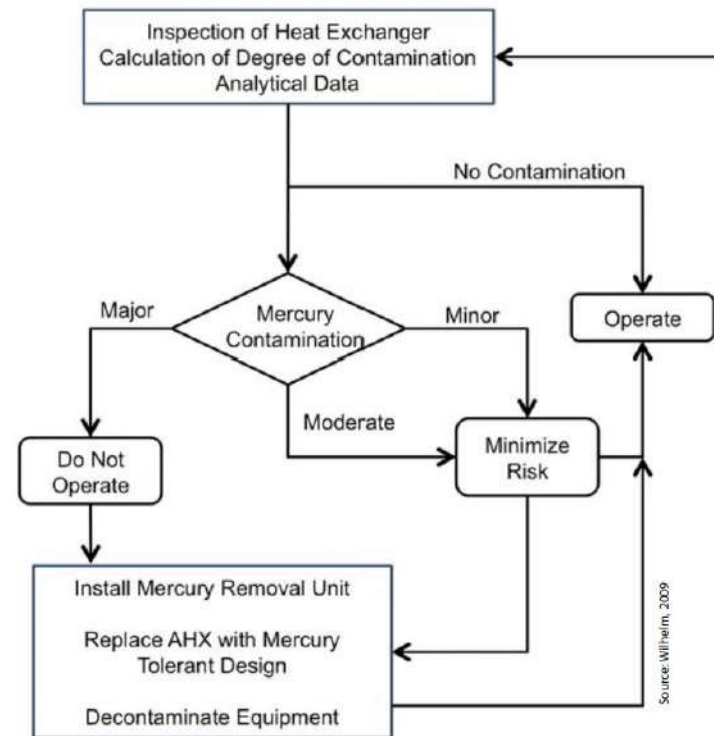 Inspection of Heat Exchanger
Calculation of Degree of Contamination
Analytical Data
No Contamination
Major
Mercury
Contamination
Minor
Operate
Moderate
Do Not
Operate
Minimize
Risk
Install Mercury Removal Unit
Replace AHX with Mercury
Tolerant Design
Decontaminate Equipment
Source: Wilhelm, 2009